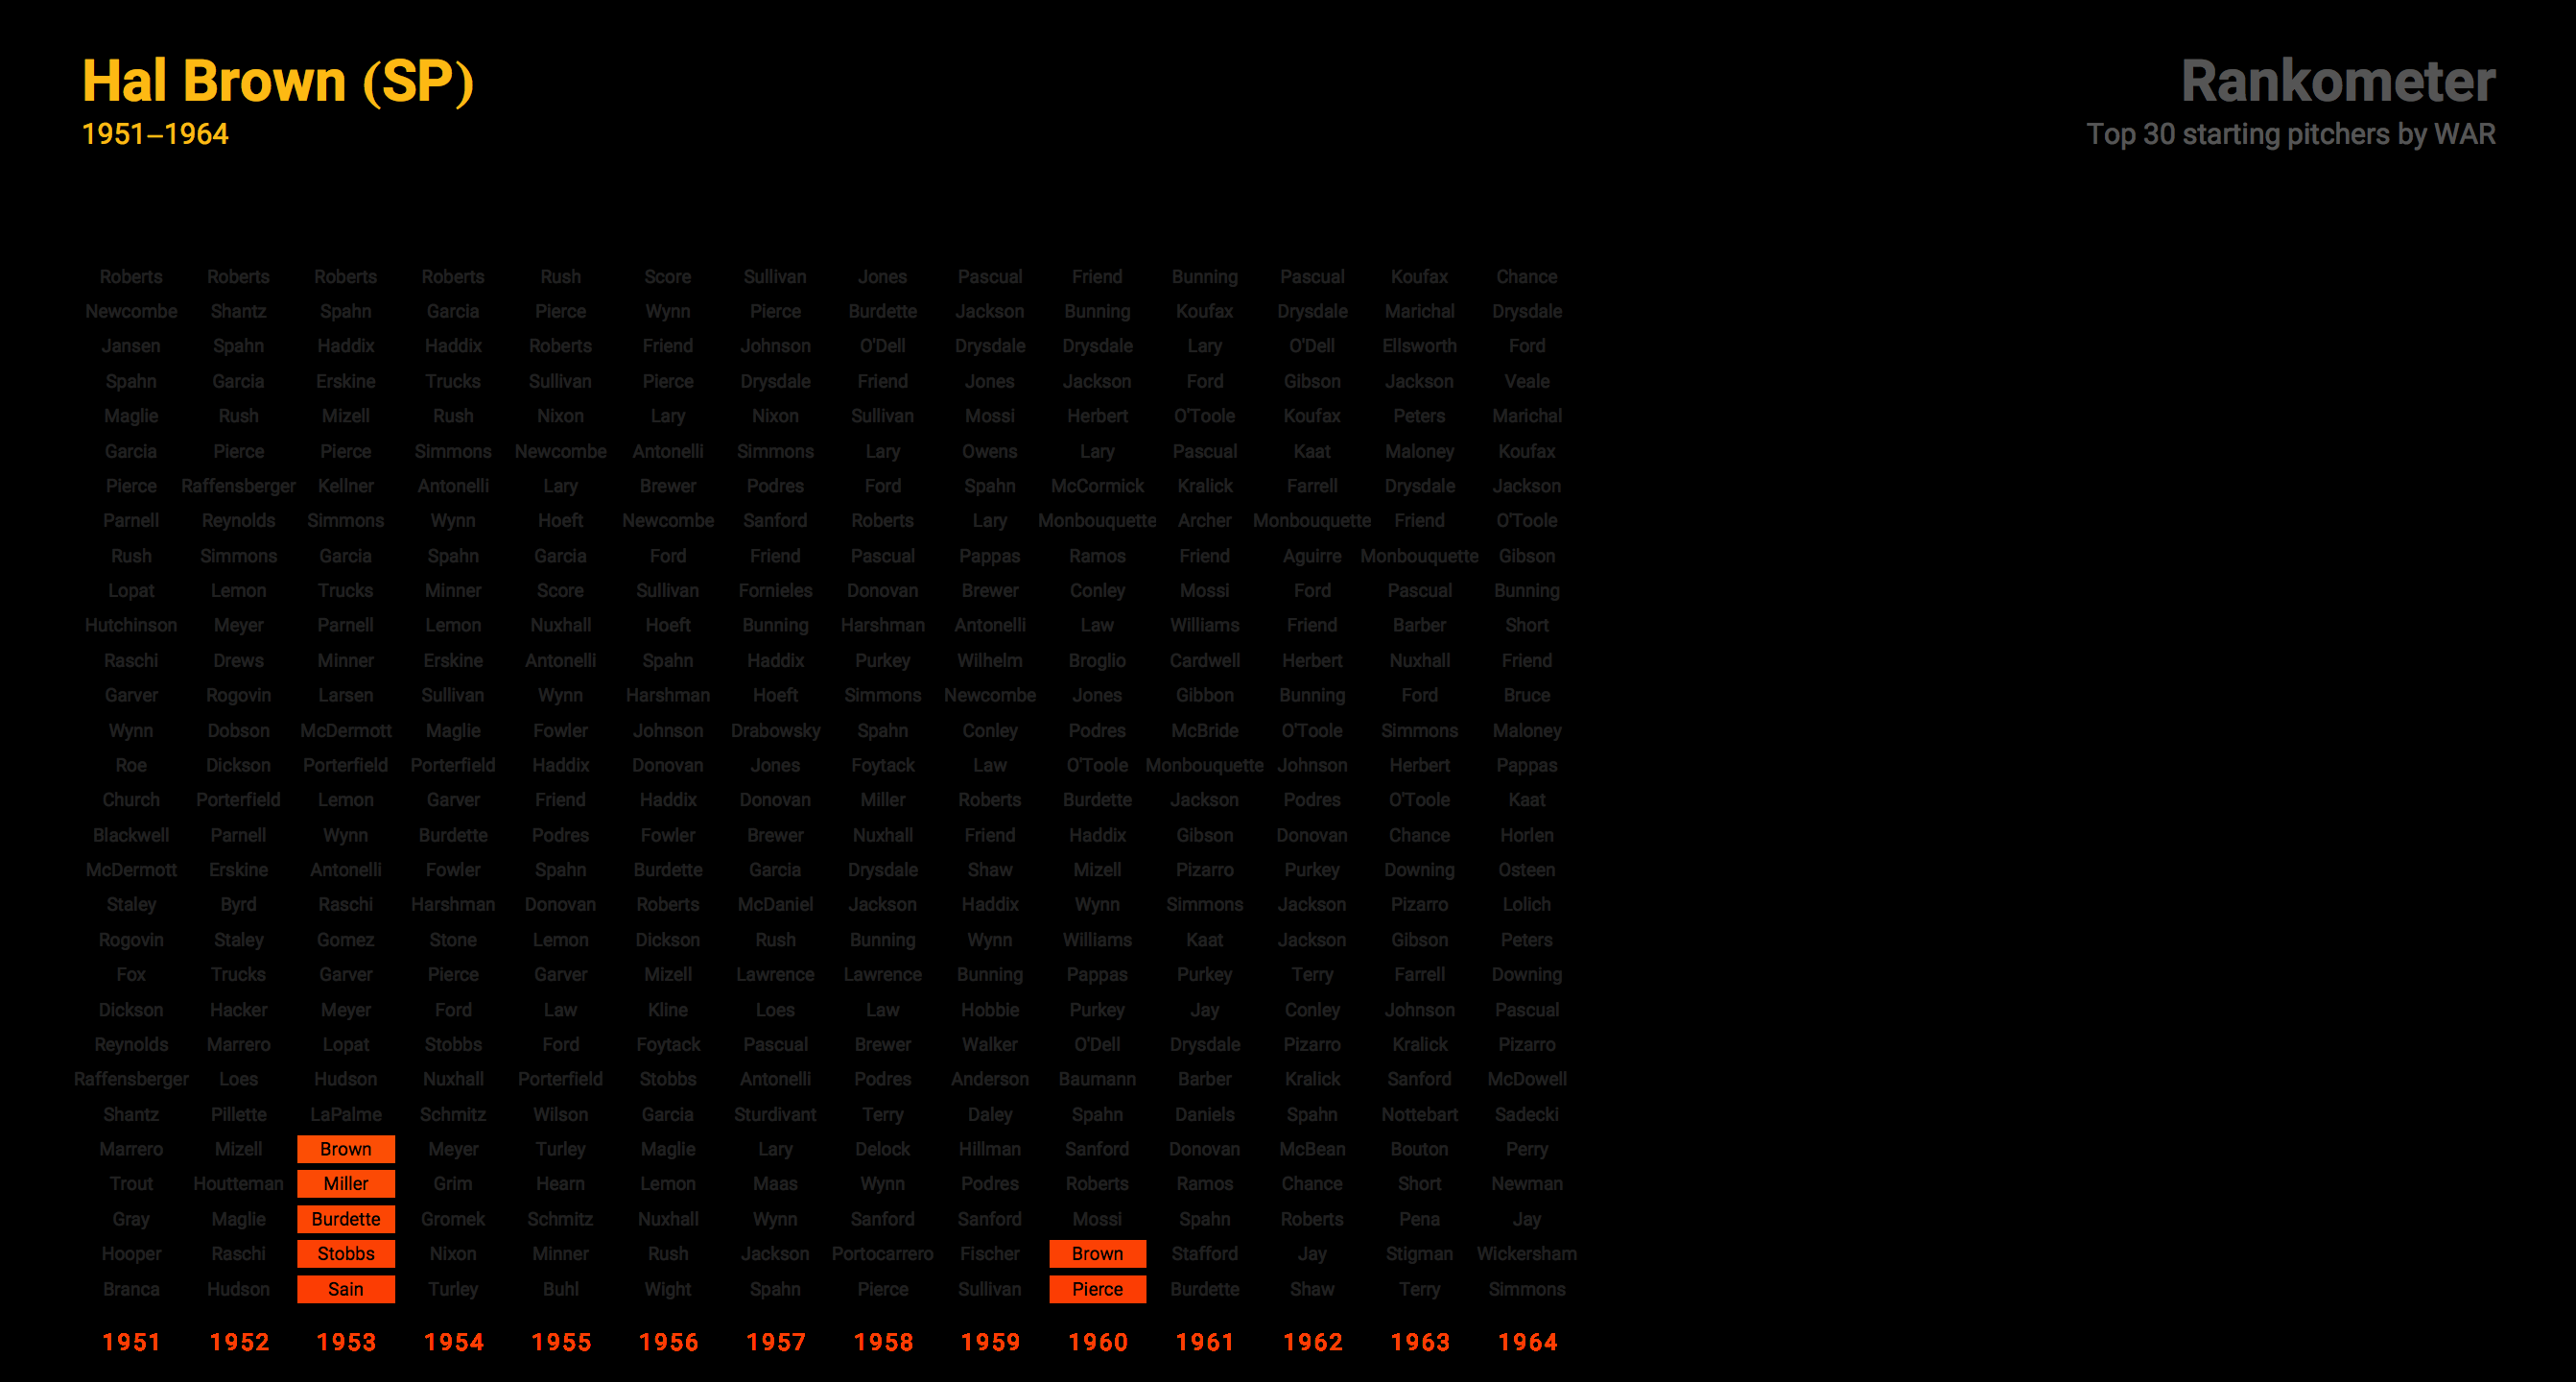 Hal Brown (SP)
1951–1964
Rankometer
Top 30 starting pitchers by WAR
Roberts Roberts Roberts Roberts Rush Score Sullivan Jones Pascual Friend Bunning Pascual Koufax Chance
Newcombe Shantz Spahn Garcia Pierce Wynn Pierce Burdette Jackson Bunning Koufax Drysdale Marichal Drysdale
Jansen Spahn Haddix Haddix Roberts Friend Johnson O'Dell Drysdale Drysdale Lary O'Dell Ellsworth Ford
Spahn Garcia Erskine Trucks Sullivan Pierce Drysdale Friend Jones Jackson Ford Gibson Jackson Veale
Maglie Rush Mizell Rush Nixon Lary Nixon Sullivan Mossi Herbert O'Toole Koufax Peters Marichal
Garcia Pierce Pierce Simmons Newcombe Antonelli Simmons Lary Owens Lary Pascual Kaat Maloney Koufax
Pierce Raffensberger Kellner Antonelli Lary Brewer Podres Ford Spahn McCormick Kralick Farrell Drysdale Jackson
Parnell Reynolds Simmons Wynn Hoeft Newcombe Sanford Roberts Lary Monbouquette Archer Monbouquette Friend O'Toole
Rush Simmons Garcia Spahn Garcia Ford Friend Pascual Pappas Ramos Friend Aguirre Monbouquette Gibson
Lopat Lemon Trucks Minner Score Sullivan Fornieles Donovan Brewer Conley Mossi Ford Pascual Bunning
Hutchinson Meyer Parnell Lemon Nuxhall Hoeft Bunning Harshman Antonelli Law Williams Friend Barber Short
Raschi Drews Minner Erskine Antonelli Spahn Haddix Purkey Wilhelm Broglio Cardwell Herbert Nuxhall Friend
Garver Rogovin Larsen Sullivan Wynn Harshman Hoeft Simmons Newcombe Jones Gibbon Bunning Ford Bruce
Wynn Dobson McDermott Maglie Fowler Johnson Drabowsky Spahn Conley Podres McBride O'Toole Simmons Maloney
Roe Dickson Porterfield Porterfield Haddix Donovan Jones Foytack Law O'Toole Monbouquette Johnson Herbert Pappas
Church Porterfield Lemon Garver Friend Haddix Donovan Miller Roberts Burdette Jackson Podres O'Toole Kaat
Blackwell Parnell Wynn Burdette Podres Fowler Brewer Nuxhall Friend Haddix Gibson Donovan Chance Horlen
McDermott Erskine Antonelli Fowler Spahn Burdette Garcia Drysdale Shaw Mizell Pizarro Purkey Downing Osteen
Staley Byrd Raschi Harshman Donovan Roberts McDaniel Jackson Haddix Wynn Simmons Jackson Pizarro Lolich
Rogovin Staley Gomez Stone Lemon Dickson Rush Bunning Wynn Williams Kaat Jackson Gibson Peters
Fox Trucks Garver Pierce Garver Mizell Lawrence Lawrence Bunning Pappas Purkey Terry Farrell Downing
Dickson Hacker Meyer Ford Law Kline Loes Law Hobbie Purkey Jay Conley Johnson Pascual
Reynolds Marrero Lopat Stobbs Ford Foytack Pascual Brewer Walker O'Dell Drysdale Pizarro Kralick Pizarro
Raffensberger Loes Hudson Nuxhall Porterfield Stobbs Antonelli Podres Anderson Baumann Barber Kralick Sanford McDowell
Shantz Pillette LaPalme Schmitz Wilson Garcia Sturdivant Terry Daley Spahn Daniels Spahn Nottebart Sadecki
Marrero Mizell Brown Meyer Turley Maglie Lary Delock Hillman Sanford Donovan McBean Bouton Perry
Trout Houtteman Miller Grim Hearn Lemon Maas Wynn Podres Roberts Ramos Chance Short Newman
Gray Maglie Burdette Gromek Schmitz Nuxhall Wynn Sanford Sanford Mossi Spahn Roberts Pena Jay
Hooper Raschi Stobbs Nixon Minner Rush Jackson Portocarrero Fischer Brown Stafford Jay Stigman Wickersham
Branca Hudson Sain Turley Buhl Wight Spahn Pierce Sullivan Pierce Burdette Shaw Terry Simmons
1951 1952 1953 1954 1955 1956 1957 1958 1959 1960 1961 1962 1963 1964